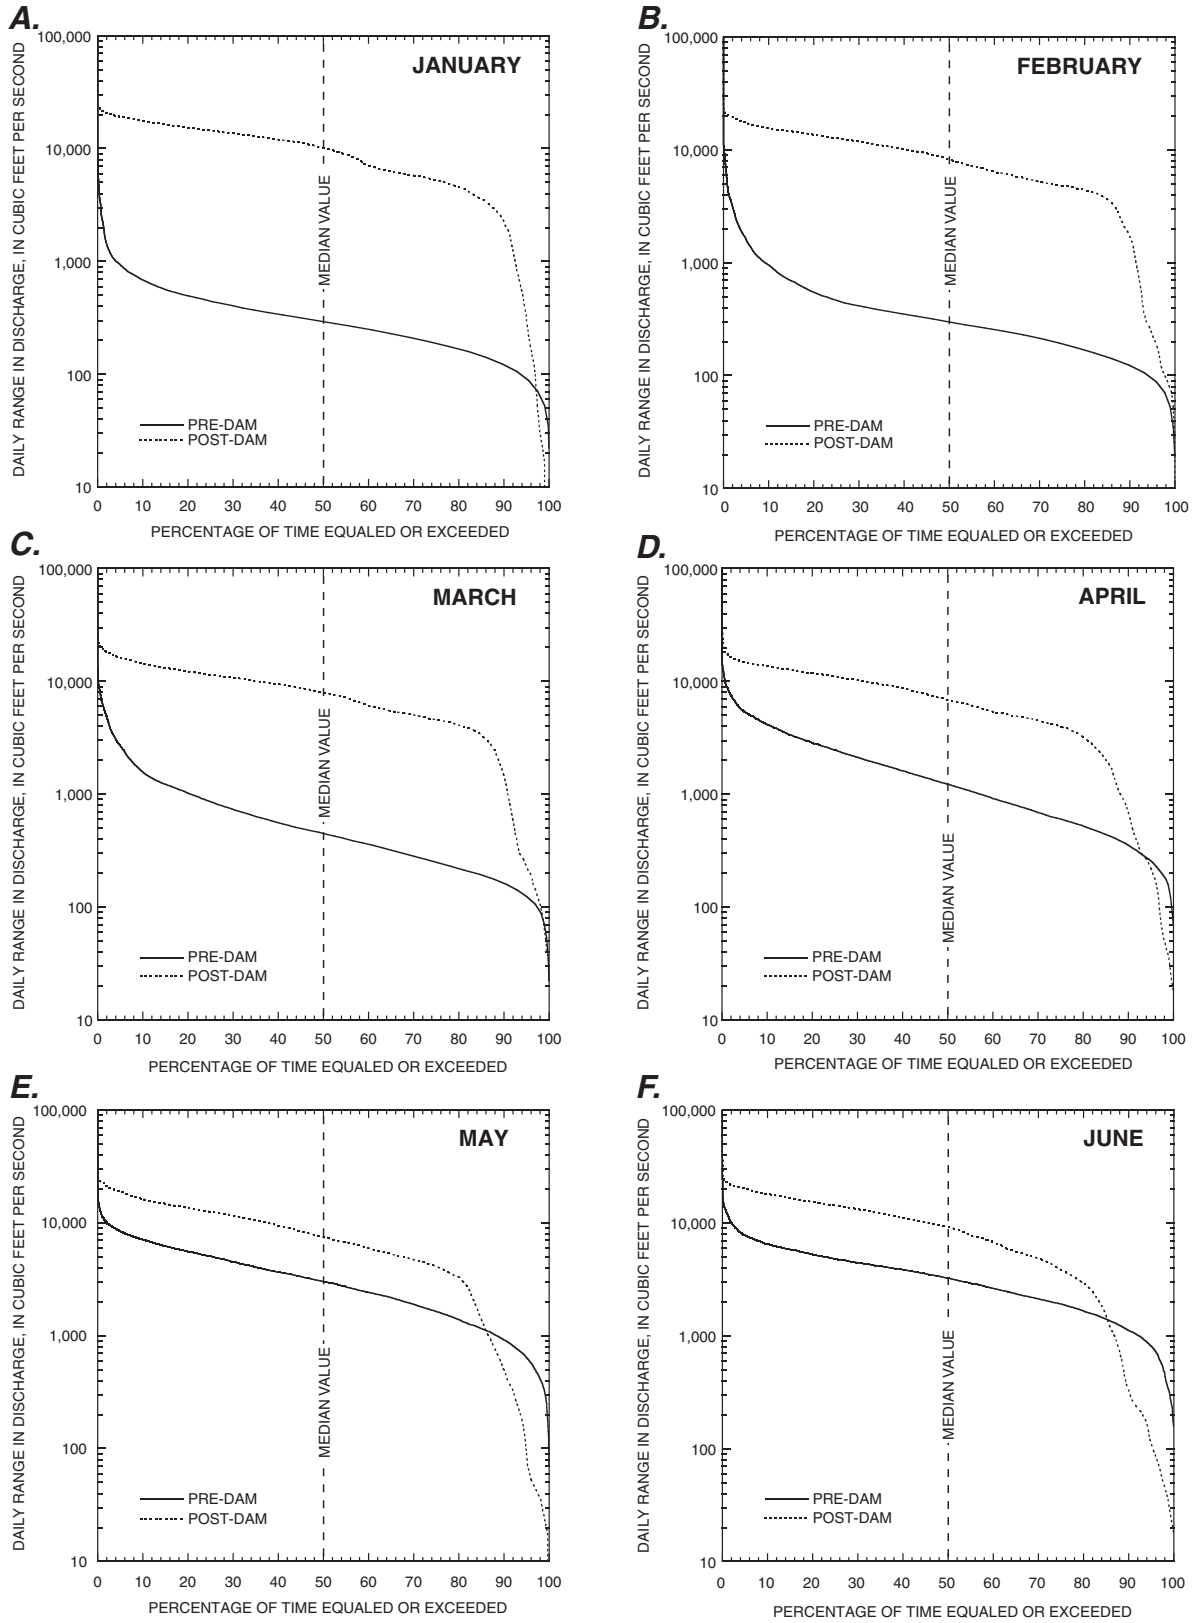 A.
DAILY RANGE IN DISCHARGE, IN CUBIC FEET PER SECOND
100,000
10,000
1,000
100
10
JANUARY
MEDIAN VALUE
PRE-DAM
POST-DAM
0 10 20 30 40 50 60 70 80 90 100
PERCENTAGE OF TIME EQUALED OR EXCEEDED
B.
DAILY RANGE IN DISCHARGE, IN CUBIC FEET PER SECOND
100,000
10,000
1,000
100
10
FEBRUARY
MEDIAN VALUE
PRE-DAM
POST-DAM
0 10 20 30 40 50 60 70 80 90 100
PERCENTAGE OF TIME EQUALED OR EXCEEDED
C.
DAILY RANGE IN DISCHARGE, IN CUBIC FEET PER SECOND
100,000
10,000
1,000
100
10
MARCH
MEDIAN VALUE
PRE-DAM
POST-DAM
0 10 20 30 40 50 60 70 80 90 100
PERCENTAGE OF TIME EQUALED OR EXCEEDED
D.
DAILY RANGE IN DISCHARGE, IN CUBIC FEET PER SECOND
100,000
10,000
1,000
100
10
APRIL
MEDIAN VALUE
PRE-DAM
POST-DAM
0 10 20 30 40 50 60 70 80 90 100
PERCENTAGE OF TIME EQUALED OR EXCEEDED
E.
DAILY RANGE IN DISCHARGE, IN CUBIC FEET PER SECOND
100,000
10,000
1,000
100
10
MAY
MEDIAN VALUE
PRE-DAM
POST-DAM
0 10 20 30 40 50 60 70 80 90 100
PERCENTAGE OF TIME EQUALED OR EXCEEDED
F.
DAILY RANGE IN DISCHARGE, IN CUBIC FEET PER SECOND
100,000
10,000
1,000
100
10
JUNE
MEDIAN VALUE
PRE-DAM
POST-DAM
0 10 20 30 40 50 60 70 80 90 100
PERCENTAGE OF TIME EQUALED OR EXCEEDED